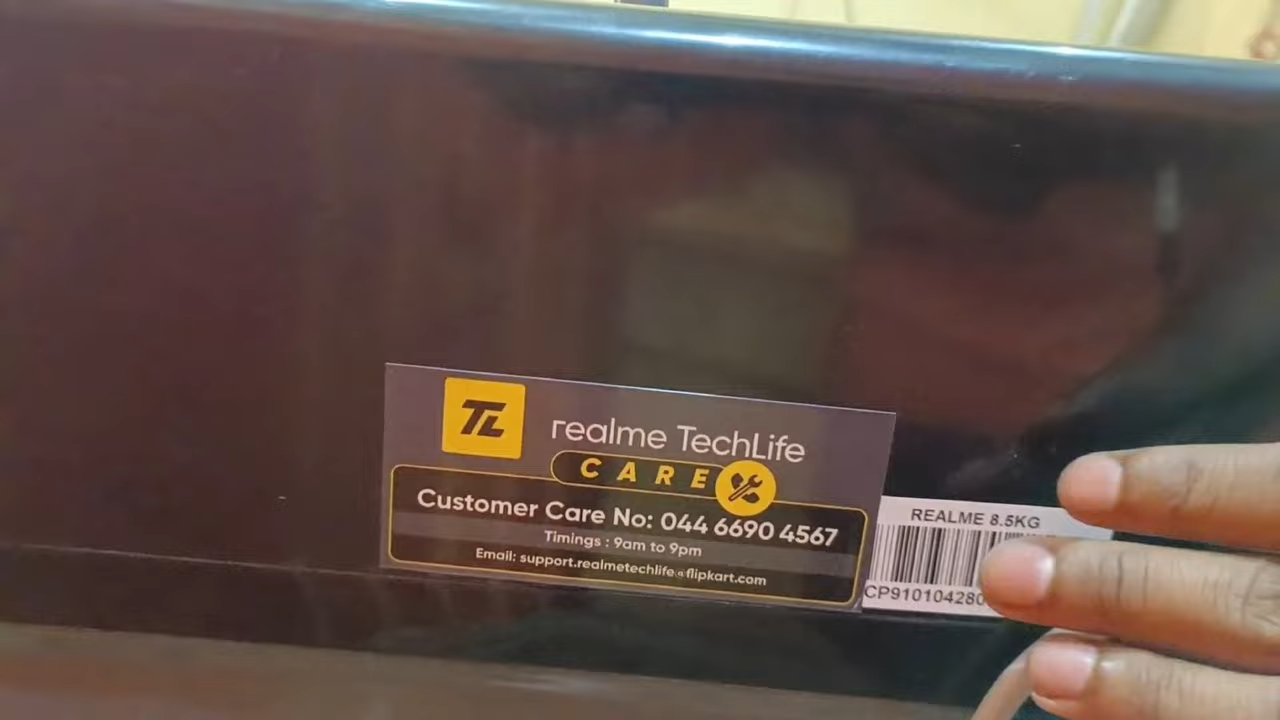 TL
realme TechLife
CARE
Customer Care No: 044 6690 4567
Timings : 9am to 9pm
Email: support.realmetechlife@flipkart.com
REALME 8.5KG
CP910104280